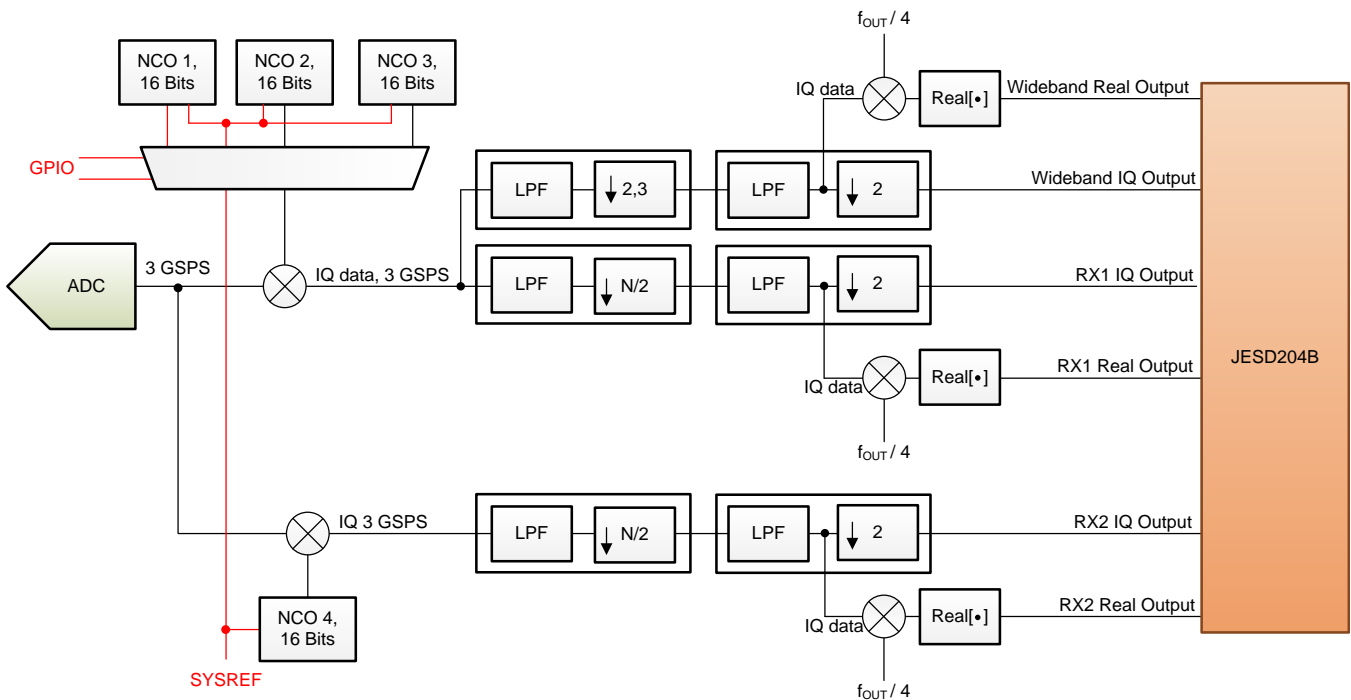 f_OUT / 4
NCO 1,
16 Bits
NCO 2,
16 Bits
NCO 3,
16 Bits
IQ data
Real[•]
Wideband Real Output
GPIO
LPF
↓ 2,3
LPF
↓ 2
Wideband IQ Output
ADC
3 GSPS
IQ data, 3 GSPS
LPF
↓ N/2
LPF
↓ 2
RX1 IQ Output
JESD204B
IQ data
Real[•]
RX1 Real Output
f_OUT / 4
IQ 3 GSPS
LPF
↓ N/2
LPF
↓ 2
RX2 IQ Output
NCO 4,
16 Bits
IQ data
Real[•]
RX2 Real Output
SYSREF
f_OUT / 4